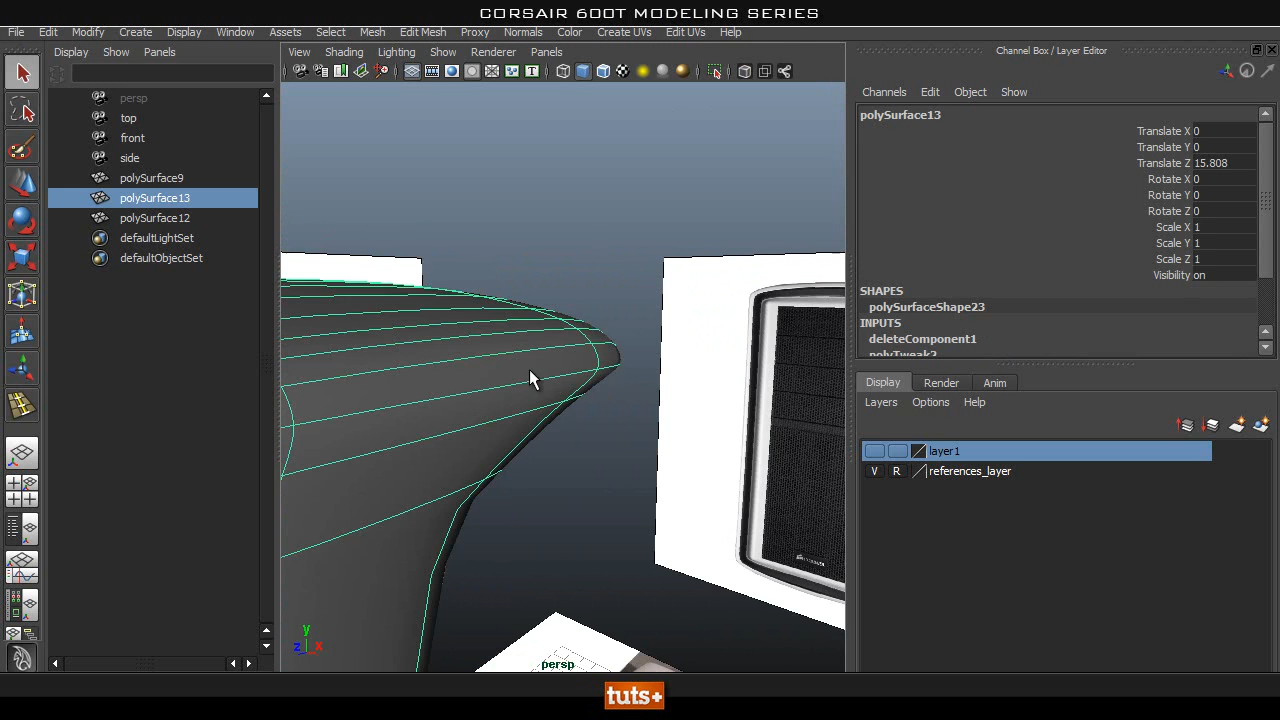 CORSAIR 600T MODELING SERIES
File Edit Modify Create Display Window Assets Select Mesh Edit Mesh Proxy Normals Color Create UVs Edit UVs Help
Display Show Panels
View Shading Lighting Show Renderer Panels
Channel Box / Layer Editor
Channels Edit Object Show
persp
top
front
side
polySurface9
polySurface13
polySurface12
defaultLightSet
defaultObjectSet
polySurface13
Translate X 0
Translate Y 0
Translate Z 15.808
Rotate X 0
Rotate Y 0
Rotate Z 0
Scale X 1
Scale Y 1
Scale Z 1
Visibility on
SHAPES
polySurfaceShape23
INPUTS
deleteComponent1
polyTweak2
Display Render Anim
Layers Options Help
layer1
V R references_layer
y
z x
persp
tuts+